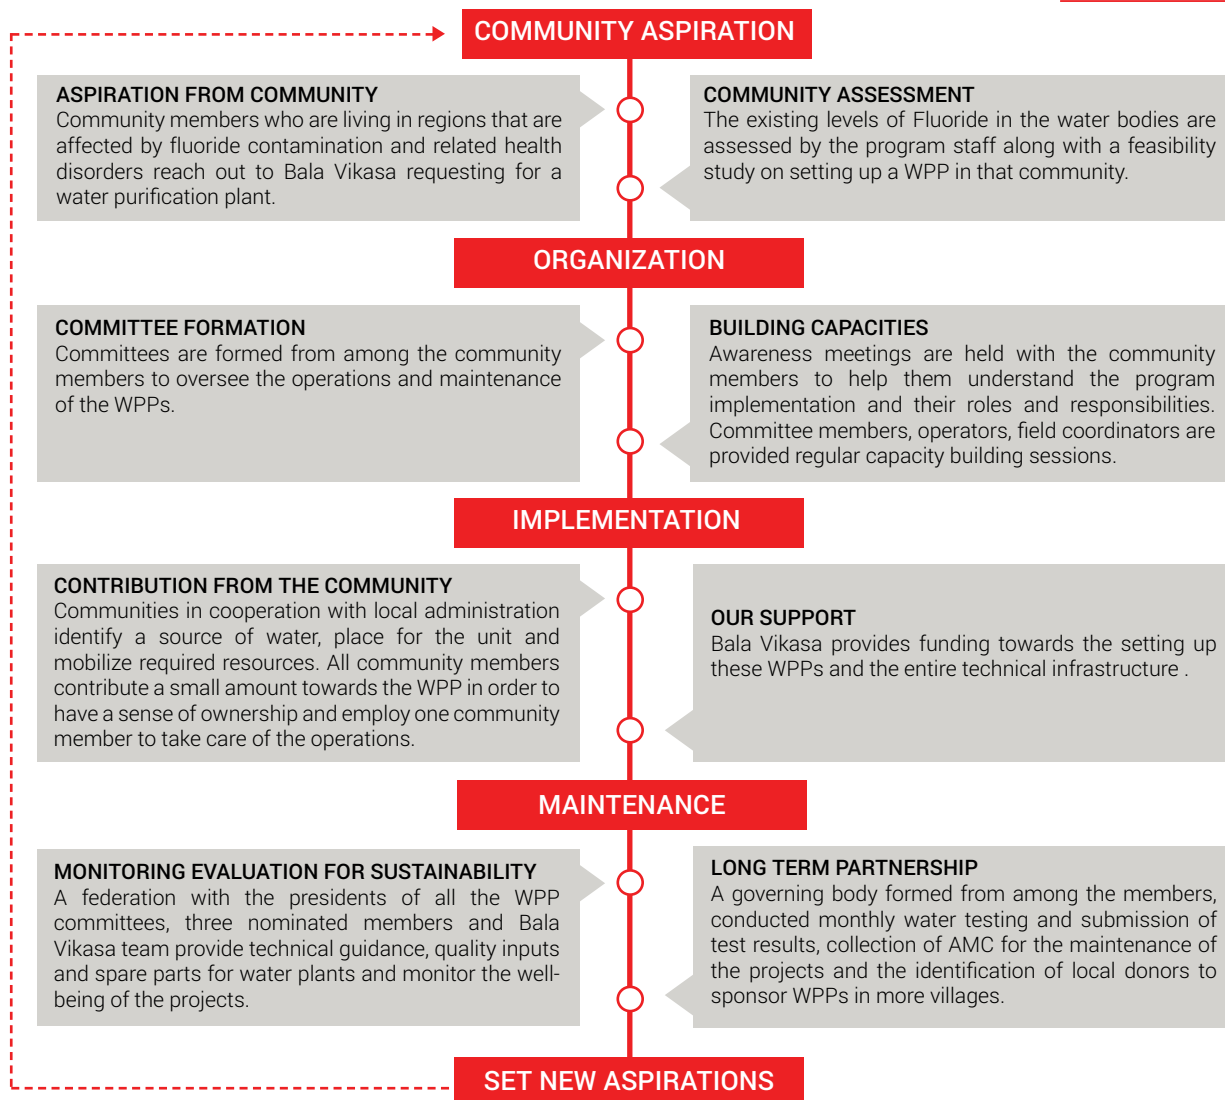 COMMUNITY ASPIRATION
ASPIRATION FROM COMMUNITY
Community members who are living in regions that are
affected by fluoride contamination and related health
disorders reach out to Bala Vikasa requesting for a
water purification plant.
COMMUNITY ASSESSMENT
The existing levels of Fluoride in the water bodies are
assessed by the program staff along with a feasibility
study on setting up a WPP in that community.
ORGANIZATION
COMMITTEE FORMATION
Committees are formed from among the community
members to oversee the operations and maintenance
of the WPPs.
BUILDING CAPACITIES
Awareness meetings are held with the community
members to help them understand the program
implementation and their roles and responsibilities.
Committee members, operators, field coordinators are
provided regular capacity building sessions.
IMPLEMENTATION
CONTRIBUTION FROM THE COMMUNITY
Communities in cooperation with local administration
identify a source of water, place for the unit and
mobilize required resources. All community members
contribute a small amount towards the WPP in order to
have a sense of ownership and employ one community
member to take care of the operations.
OUR SUPPORT
Bala Vikasa provides funding towards the setting up
these WPPs and the entire technical infrastructure .
MAINTENANCE
MONITORING EVALUATION FOR SUSTAINABILITY
A federation with the presidents of all the WPP
committees, three nominated members and Bala
Vikasa team provide technical guidance, quality inputs
and spare parts for water plants and monitor the well-
being of the projects.
LONG TERM PARTNERSHIP
A governing body formed from among the members,
conducted monthly water testing and submission of
test results, collection of AMC for the maintenance of
the projects and the identification of local donors to
sponsor WPPs in more villages.
SET NEW ASPIRATIONS